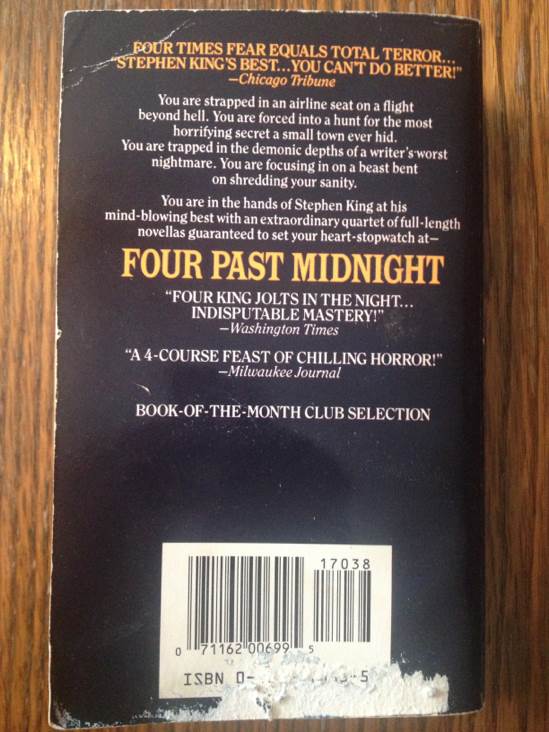 FOUR TIMES FEAR EQUALS TOTAL TERROR...
"STEPHEN KING'S BEST...YOU CAN'T DO BETTER!"
—Chicago Tribune
You are strapped in an airline seat on a flight
beyond hell. You are forced into a hunt for the most
horrifying secret a small town ever hid.
You are trapped in the demonic depths of a writer's worst
nightmare. You are focusing in on a beast bent
on shredding your sanity.
You are in the hands of Stephen King at his
mind-blowing best with an extraordinary quartet of full-length
novellas guaranteed to set your heart-stopwatch at—
FOUR PAST MIDNIGHT
"FOUR KING JOLTS IN THE NIGHT...
INDISPUTABLE MASTERY!"
—Washington Times
"A 4-COURSE FEAST OF CHILLING HORROR!"
—Milwaukee Journal
BOOK-OF-THE-MONTH CLUB SELECTION
17038
0 71162 00699 5
ISBN 0-